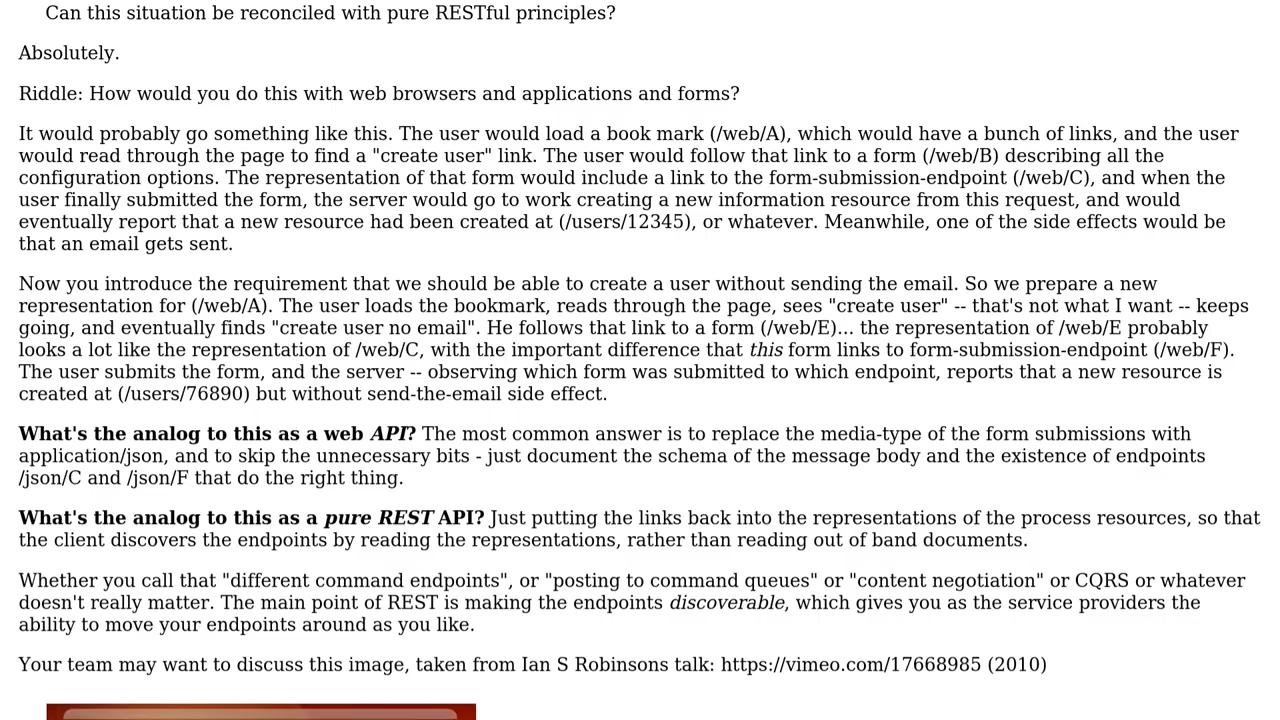 Can this situation be reconciled with pure RESTful principles?
Absolutely.
Riddle: How would you do this with web browsers and applications and forms?
It would probably go something like this. The user would load a book mark (/web/A), which would have a bunch of links, and the user
would read through the page to find a "create user" link. The user would follow that link to a form (/web/B) describing all the
configuration options. The representation of that form would include a link to the form-submission-endpoint (/web/C), and when the
user finally submitted the form, the server would go to work creating a new information resource from this request, and would
eventually report that a new resource had been created at (/users/12345), or whatever. Meanwhile, one of the side effects would be
that an email gets sent.
Now you introduce the requirement that we should be able to create a user without sending the email. So we prepare a new
representation for (/web/A). The user loads the bookmark, reads through the page, sees "create user" -- that's not what I want -- keeps
going, and eventually finds "create user no email". He follows that link to a form (/web/E)... the representation of /web/E probably
looks a lot like the representation of /web/C, with the important difference that this form links to form-submission-endpoint (/web/F).
The user submits the form, and the server -- observing which form was submitted to which endpoint, reports that a new resource is
created at (/users/76890) but without send-the-email side effect.
What's the analog to this as a web API? The most common answer is to replace the media-type of the form submissions with
application/json, and to skip the unnecessary bits - just document the schema of the message body and the existence of endpoints
/json/C and /json/F that do the right thing.
What's the analog to this as a pure REST API? Just putting the links back into the representations of the process resources, so that
the client discovers the endpoints by reading the representations, rather than reading out of band documents.
Whether you call that "different command endpoints", or "posting to command queues" or "content negotiation" or CQRS or whatever
doesn't really matter. The main point of REST is making the endpoints discoverable, which gives you as the service providers the
ability to move your endpoints around as you like.
Your team may want to discuss this image, taken from Ian S Robinsons talk: https://vimeo.com/17668985 (2010)